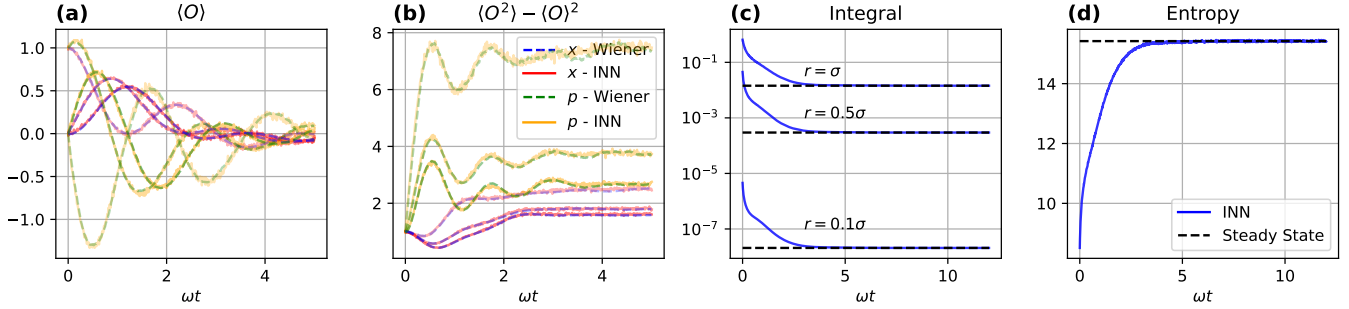 (a) ⟨O⟩
1.0
0.5
0.0
−0.5
−1.0
0 2 4
ωt
(b) ⟨O²⟩ − ⟨O⟩²
8
6
4
2
x - Wiener
x - INN
p - Wiener
p - INN
0 2 4
ωt
(c) Integral
10⁻¹
10⁻³
10⁻⁵
10⁻⁷
r = σ
r = 0.5σ
r = 0.1σ
0 5 10
ωt
(d) Entropy
14
12
10
INN
Steady State
0 5 10
ωt